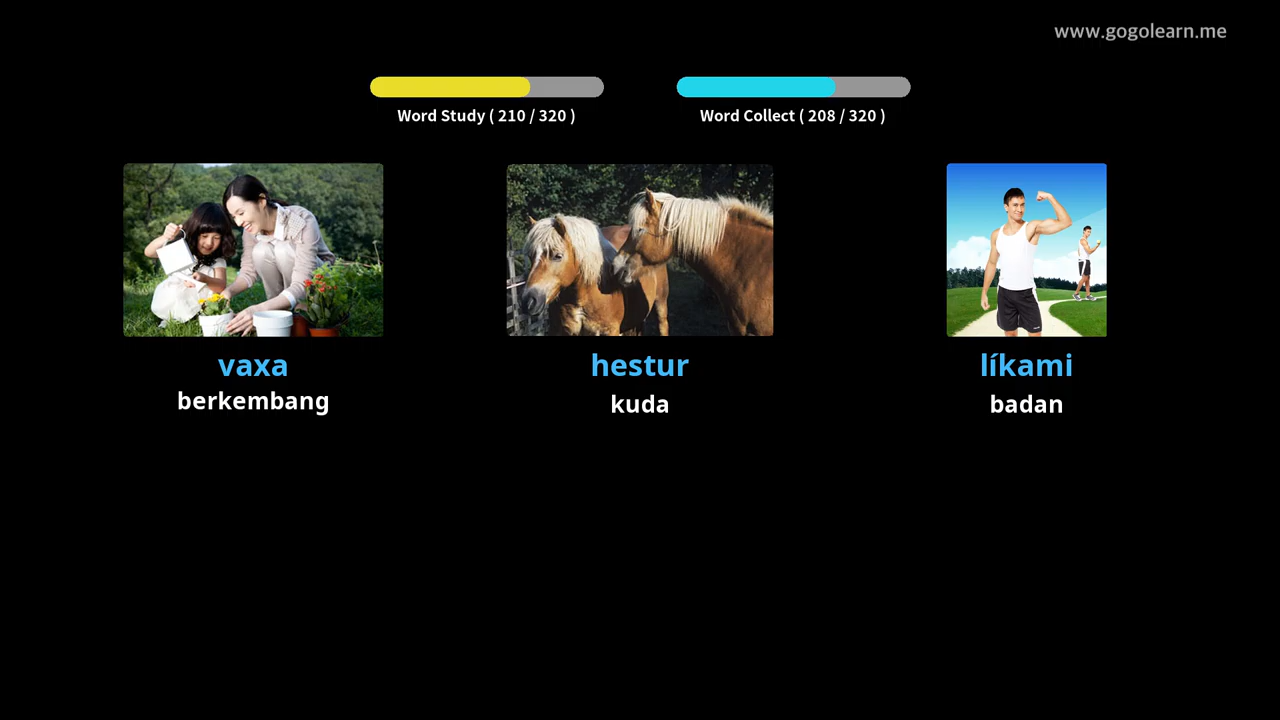 www.gogolearn.me
Word Study ( 210 / 320 )
Word Collect ( 208 / 320 )
vaxa
berkembang
hestur
kuda
líkami
badan